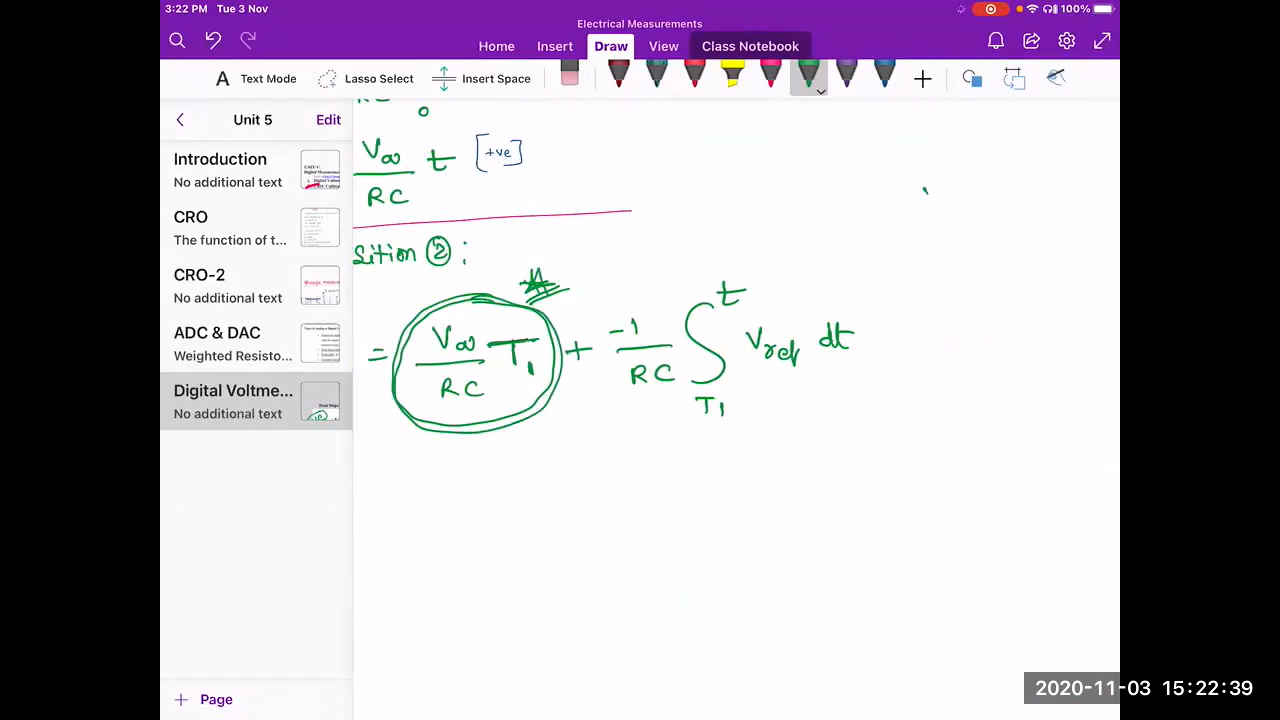 3:22 PM Tue 3 Nov
100%
Electrical Measurements
Home Insert Draw View Class Notebook
Text Mode Lasso Select Insert Space
Unit 5 Edit
Introduction
No additional text
CRO
The function of t...
CRO-2
No additional text
ADC & DAC
Weighted Resisto...
Digital Voltme...
No additional text
Page
RC 0
V∞/RC t [+ve]
Sition ②:
= V∞/RC T₁ + -1/RC ∫_{T₁}^{t} Vref dt
2020-11-03 15:22:39